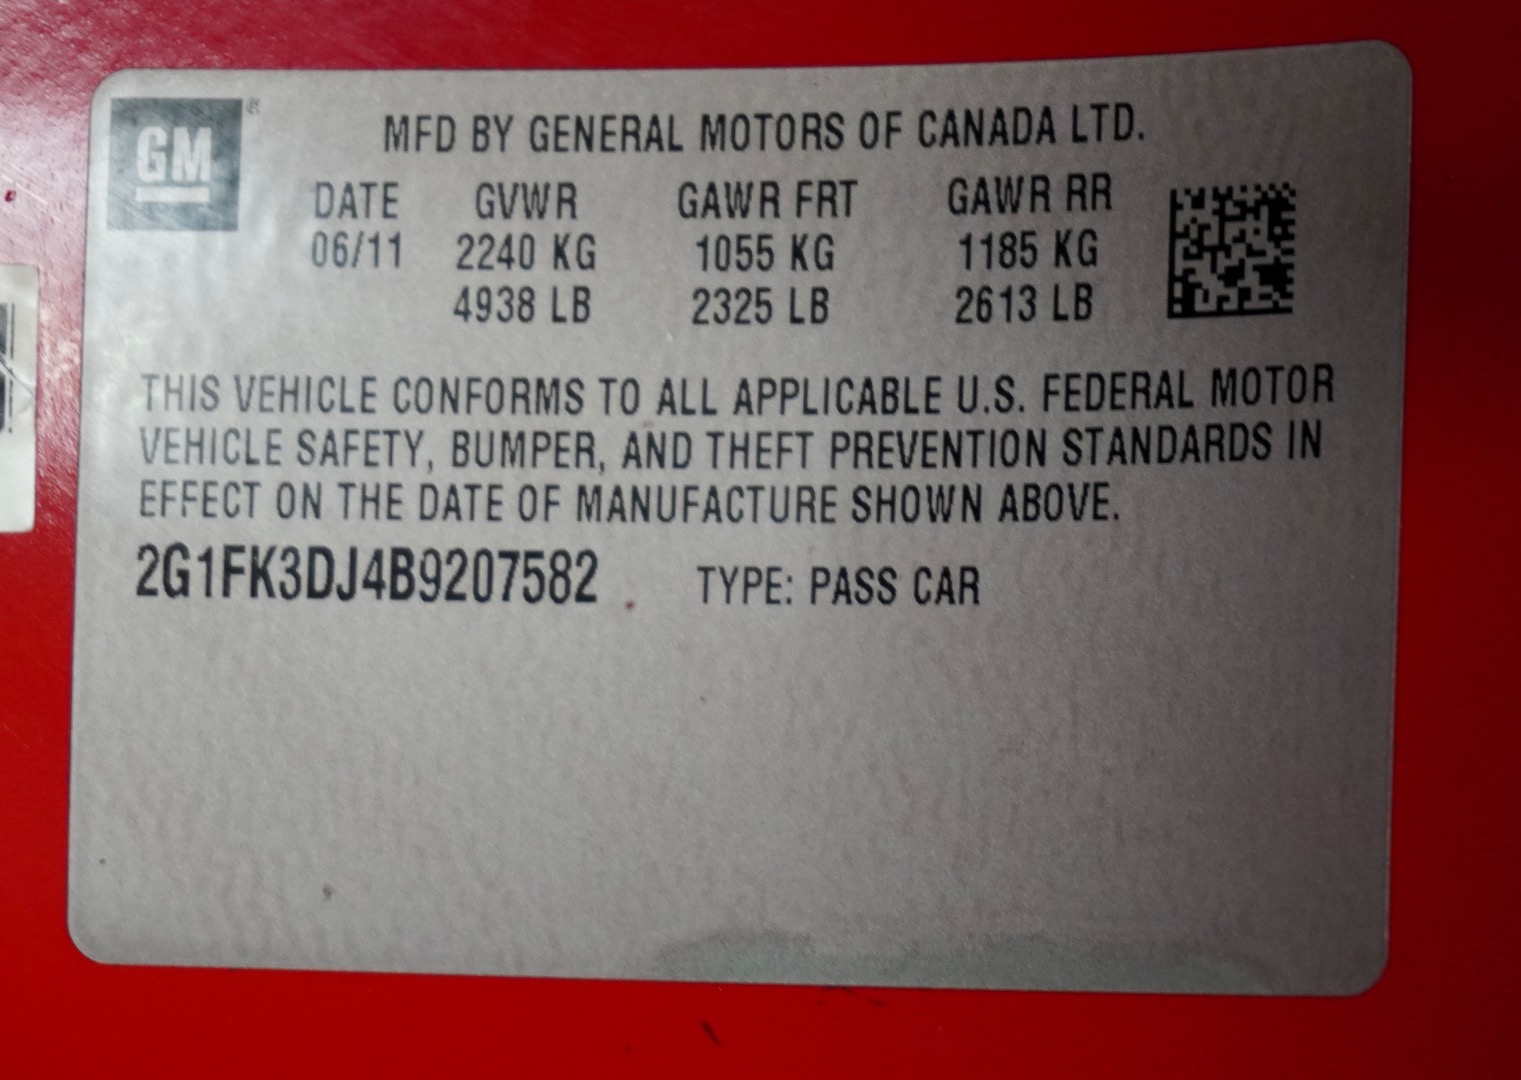 GM
MFD BY GENERAL MOTORS OF CANADA LTD.
DATE GVWR GAWR FRT GAWR RR
06/11 2240 KG 1055 KG 1185 KG
4938 LB 2325 LB 2613 LB
THIS VEHICLE CONFORMS TO ALL APPLICABLE U.S. FEDERAL MOTOR
VEHICLE SAFETY, BUMPER, AND THEFT PREVENTION STANDARDS IN
EFFECT ON THE DATE OF MANUFACTURE SHOWN ABOVE.
2G1FK3DJ4B9207582 TYPE: PASS CAR